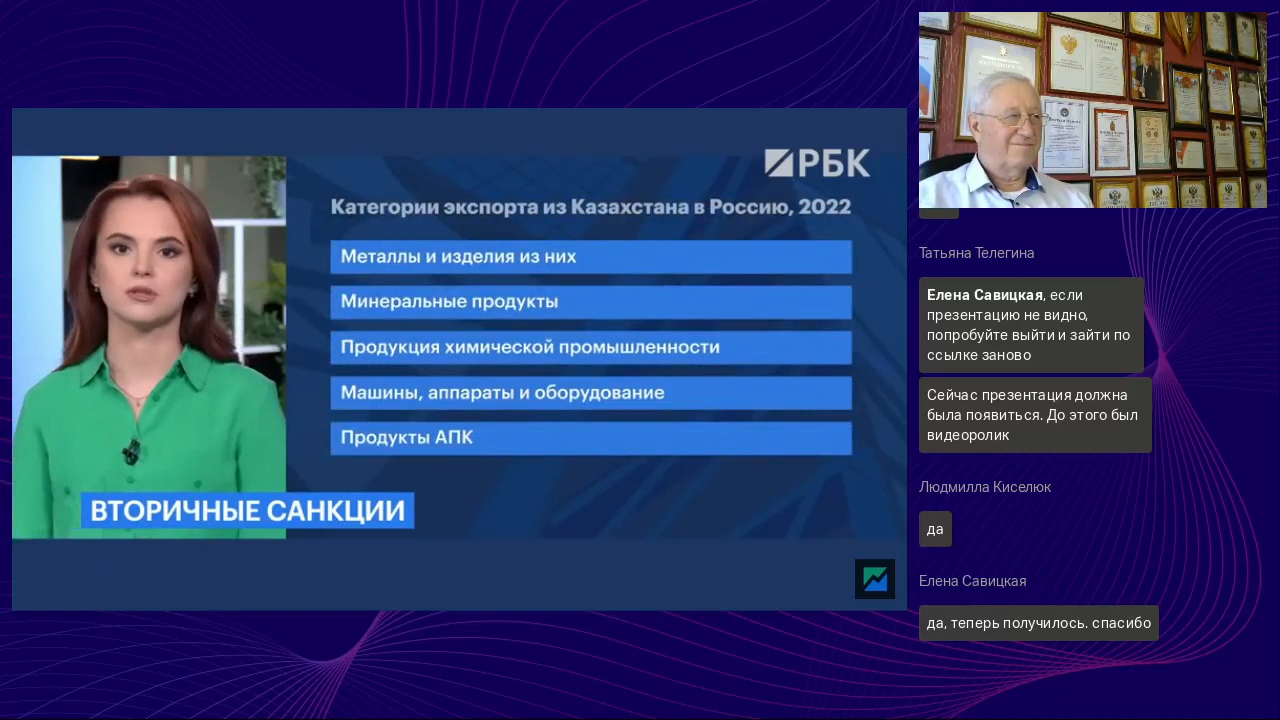 РБК
Категории экспорта из Казахстана в Россию, 2022
Металлы и изделия из них
Минеральные продукты
Продукция химической промышленности
Машины, аппараты и оборудование
Продукты АПК
ВТОРИЧНЫЕ САНКЦИИ
Татьяна Телегина
Елена Савицкая, если
презентацию не видно,
попробуйте выйти и зайти по
ссылке заново
Сейчас презентация должна
была появиться. До этого был
видеоролик
Людмилла Киселюк
да
Елена Савицкая
да, теперь получилось. спасибо